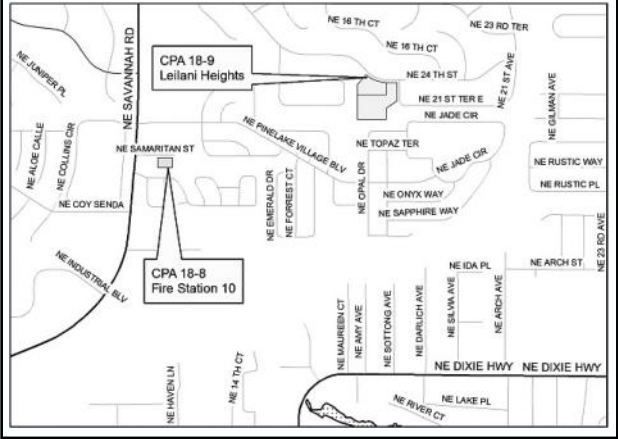 NE 16 TH CT
NE 23 RD TER
NE 16 TH CT
NE JUNIPER PL
NE SAVANNAH RD
CPA 18-9
Leilani Heights
NE 24 TH ST
NE 21 ST AVE
NE 21 ST TER E
NE JADE CIR
NE GILMAN AVE
NE PINELAKE VILLAGE BLV
NE TOPAZ TER
NE JADE CIR
NE ALOE CALLE
NE COLLINS CIR
NE SAMARITAN ST
NE RUSTIC WAY
NE RUSTIC PL
NE COY SENDA
NE EMERALD DR
NE FORREST CT
NE OPAL DR
NE ONYX WAY
NE SAPPHIRE WAY
NE 23 RD AVE
NE INDUSTRIAL BLV
CPA 18-8
Fire Station 10
NE IDA PL
NE ARCH ST
NE MAUREEN CT
NE AMY AVE
NE SOTTONG AVE
NE DARLICH AVE
NE SILVIA AVE
NE ARCH AVE
NE HAVEN LN
NE 14 TH CT
NE DIXIE HWY
NE DIXIE HWY
NE RIVER CT
NE LAKE PL